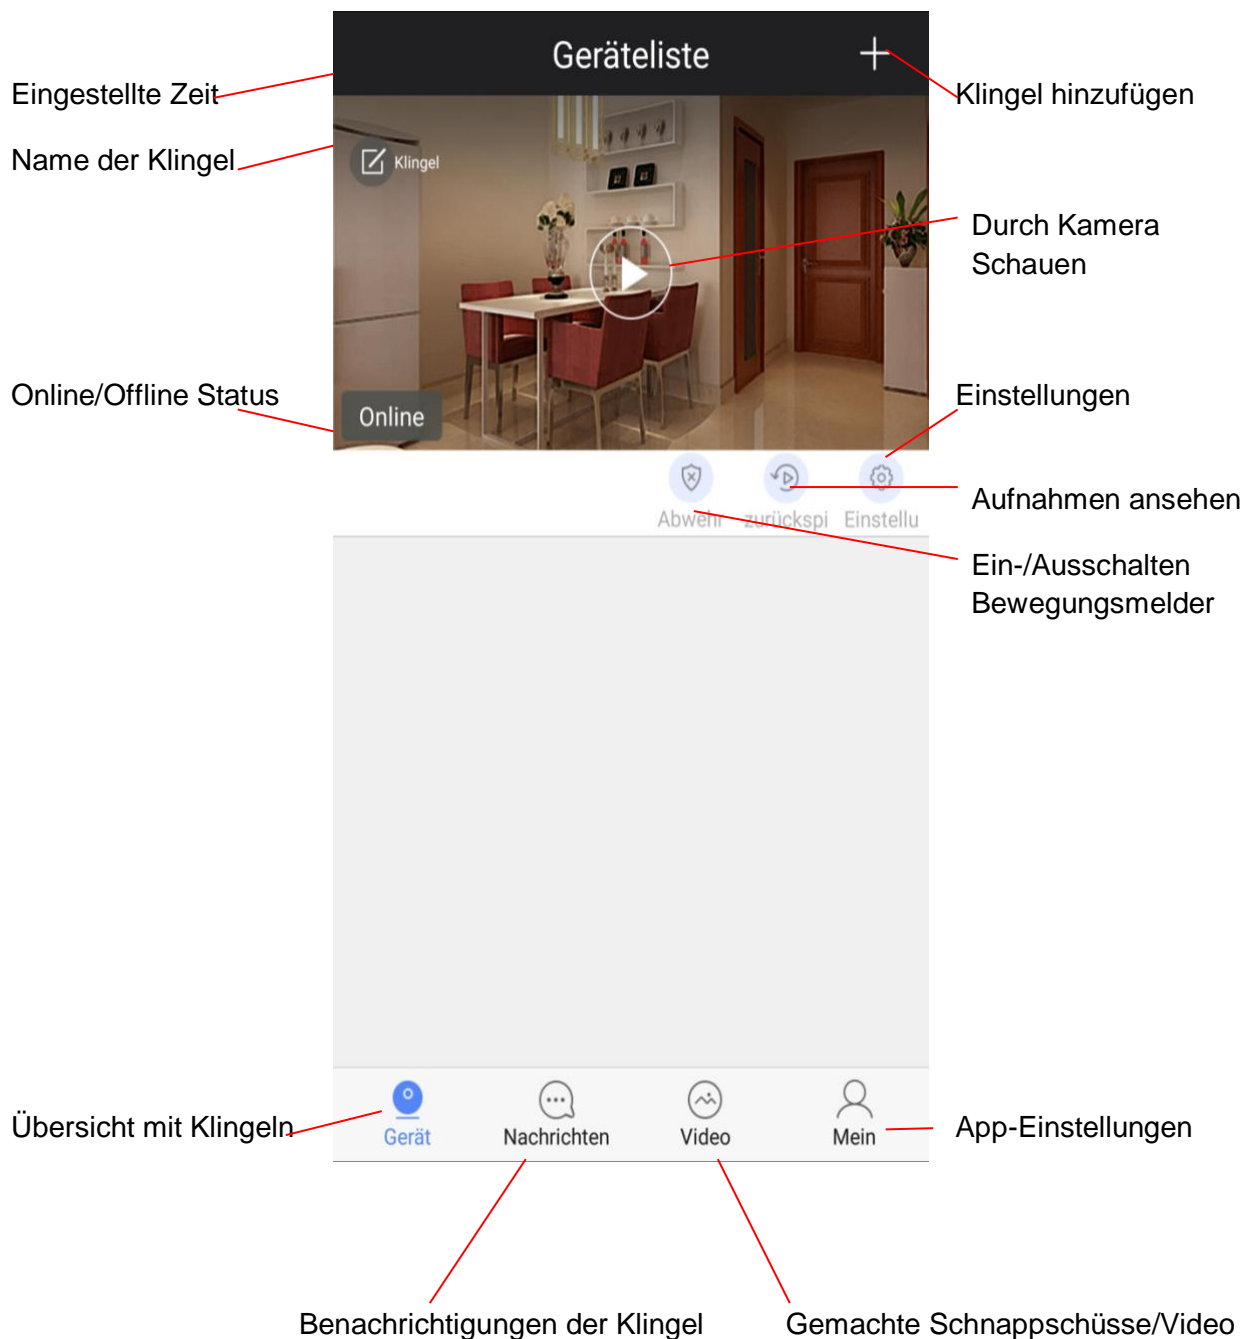 Geräteliste
Eingestellte Zeit
Klingel hinzufügen
Name der Klingel
Klingel
Durch Kamera
Schauen
Online/Offline Status
Online
Einstellungen
Abwehr zurückspi Einstellu
Aufnahmen ansehen
Ein-/Ausschalten
Bewegungsmelder
Übersicht mit Klingeln
Gerät Nachrichten Video Mein
App-Einstellungen
Benachrichtigungen der Klingel
Gemachte Schnappschüsse/Video